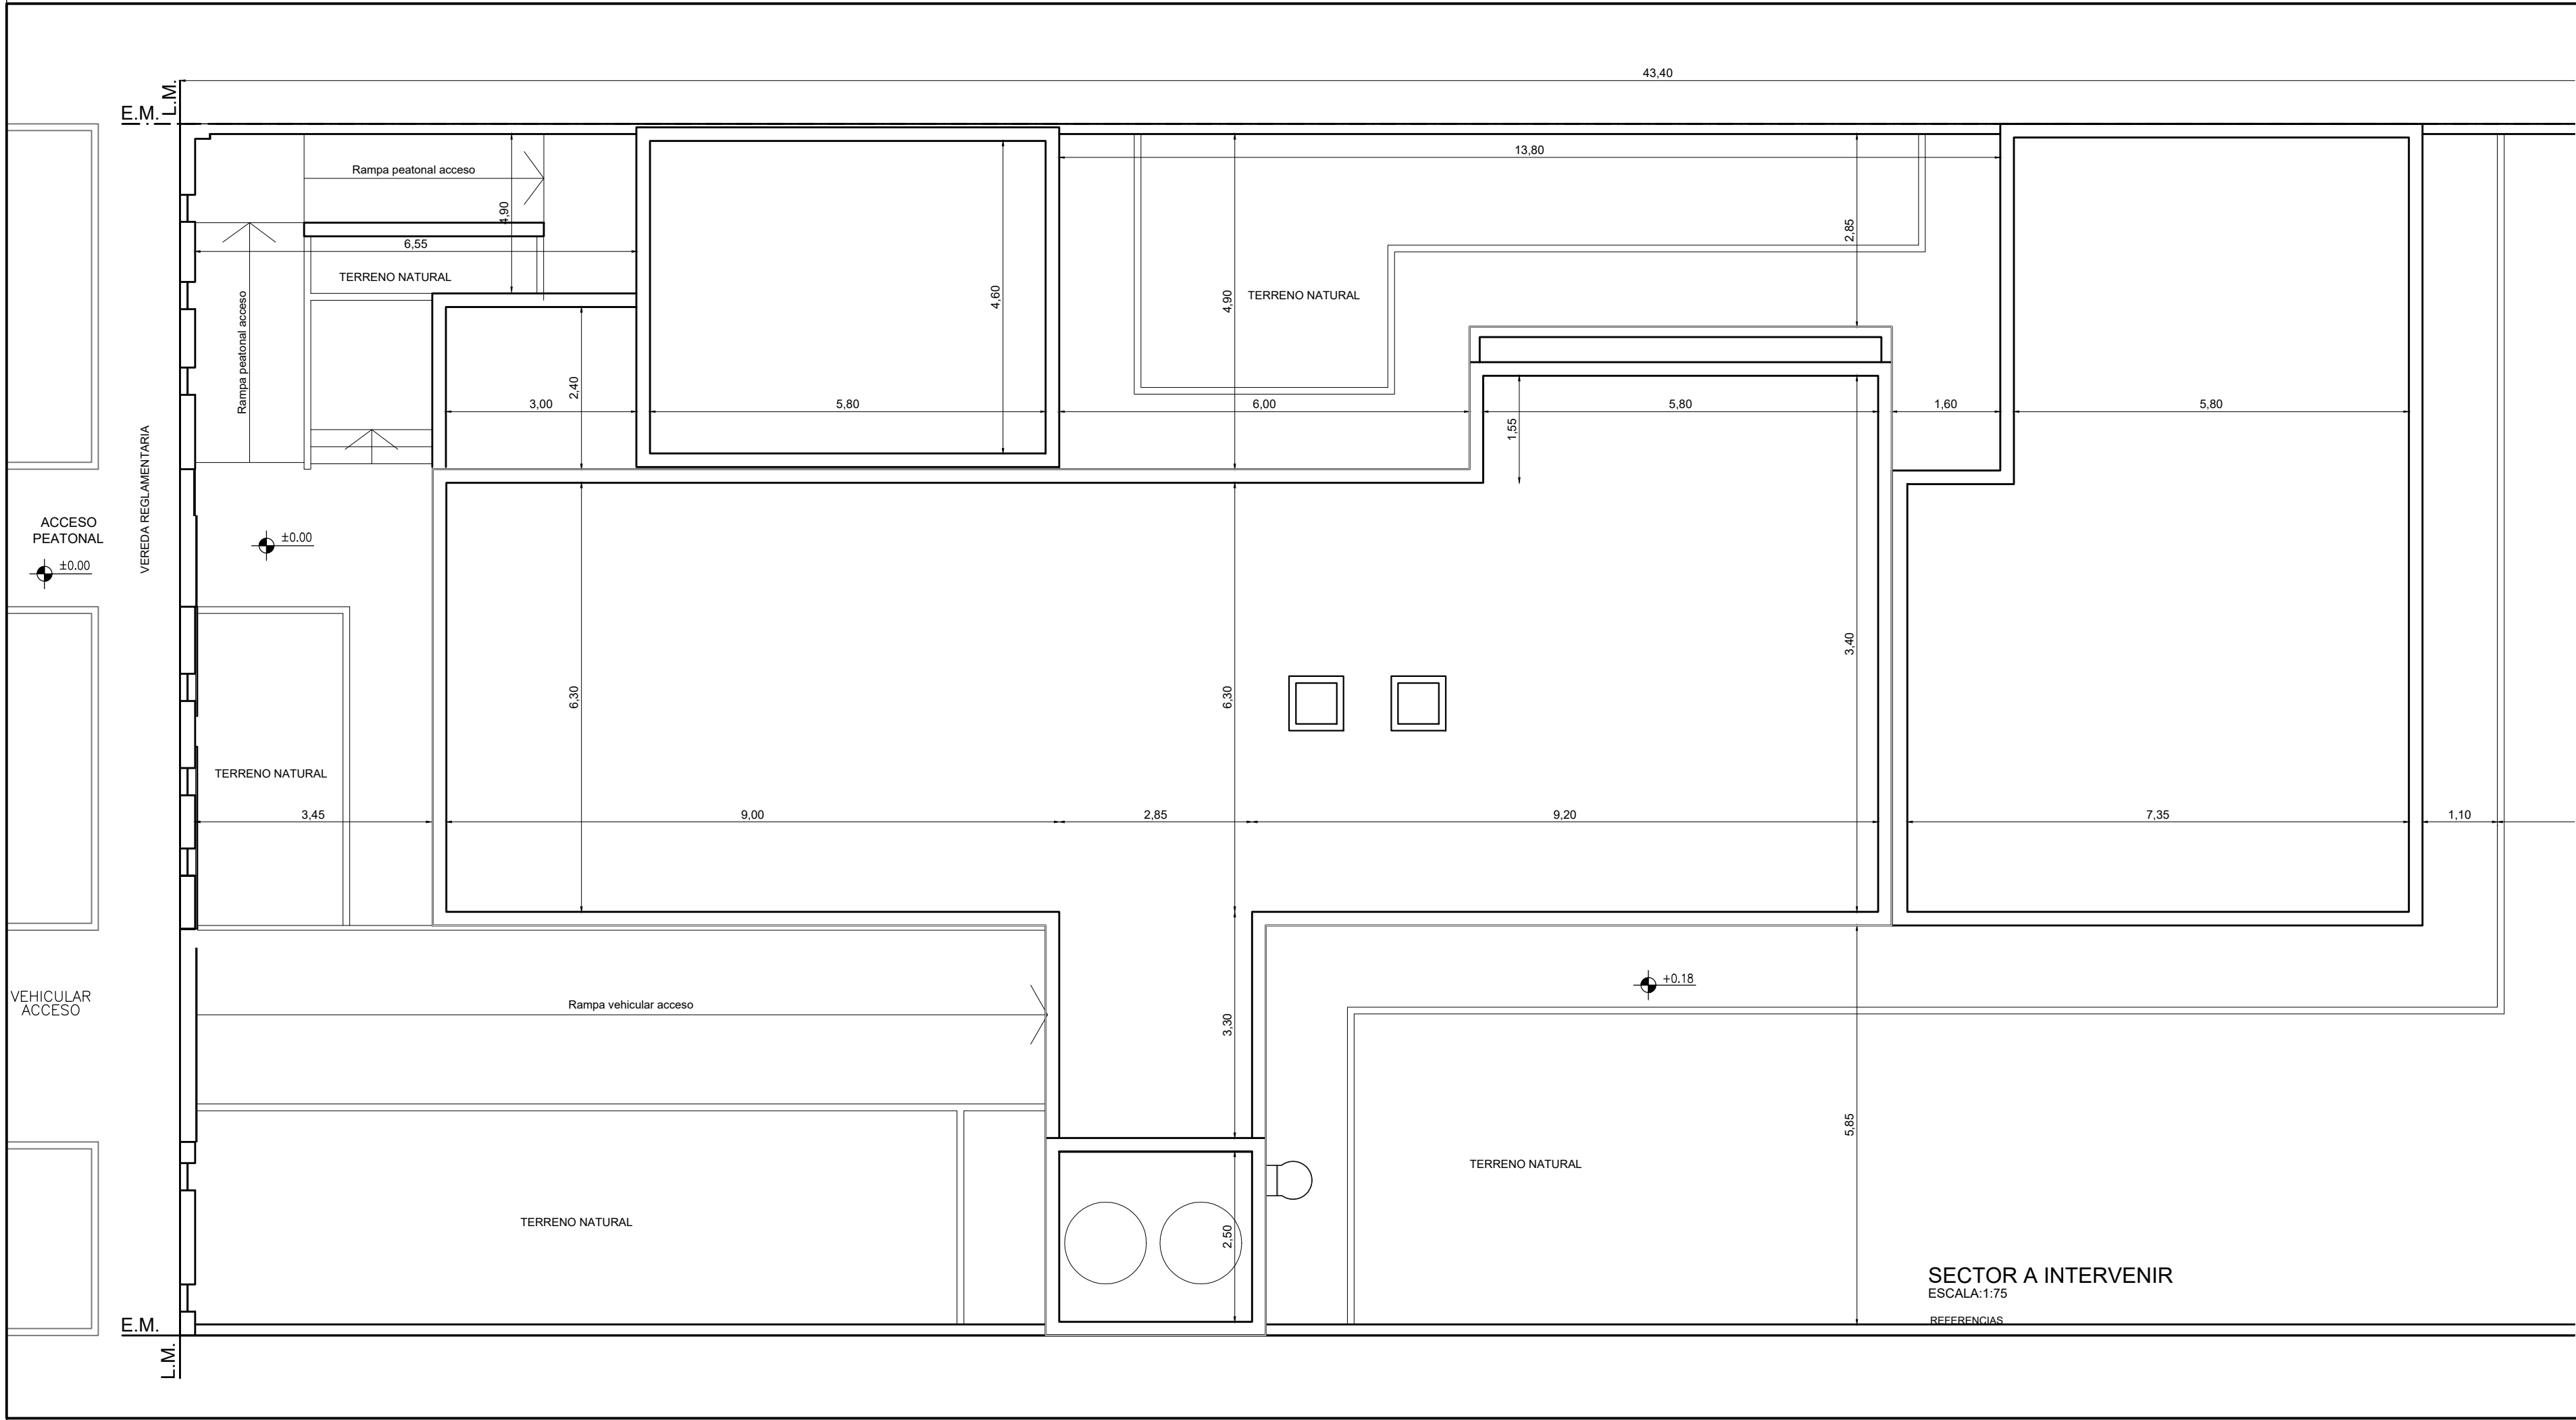 43,40
L.M.
E.M.
13,80
Rampa peatonal acceso
4,90
2,85
6,55
TERRENO NATURAL
4,60
4,90
TERRENO NATURAL
Rampa peatonal acceso
2,40
3,00
5,80
6,00
5,80
1,60
5,80
1,55
VEREDA REGLAMENTARIA
ACCESO
PEATONAL
±0.00
±0.00
3,40
6,30
6,30
TERRENO NATURAL
3,45
9,00
2,85
9,20
7,35
1,10
+0.18
VEHICULAR
ACCESO
Rampa vehicular acceso
3,30
5,85
TERRENO NATURAL
TERRENO NATURAL
2,50
SECTOR A INTERVENIR
ESCALA:1:75
REFERENCIAS
E.M.
L.M.